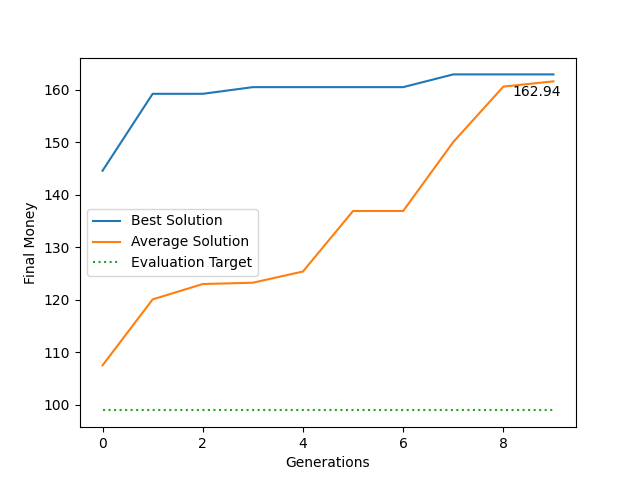 160
150
140
130
120
110
100
0
2
4
6
8
Final Money
Generations
Best Solution
Average Solution
Evaluation Target
162.94